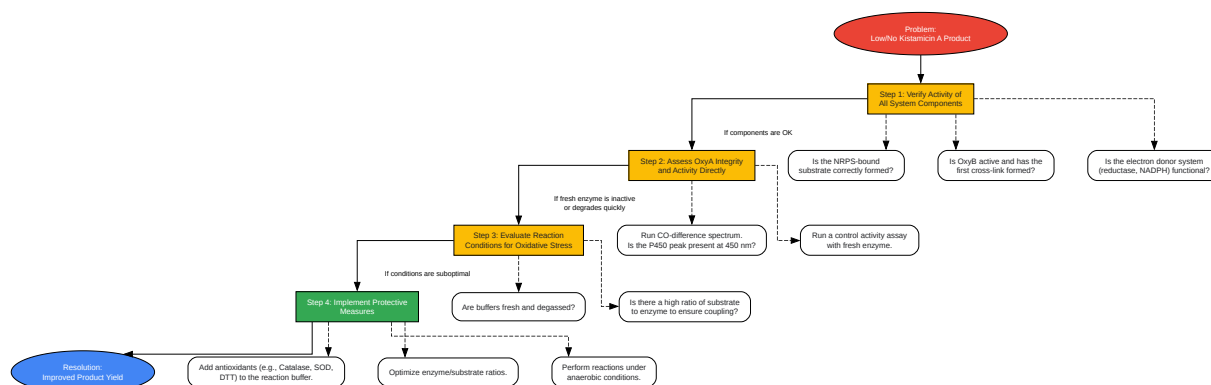 Problem:
Low/No Kistamicin A Product
Step 1: Verify Activity of
All System Components
If components are OK
Step 2: Assess OxyA Integrity
and Activity Directly
Is the NRPS-bound
substrate correctly formed?
Is OxyB active and has the
first cross-link formed?
Is the electron donor system
(reductase, NADPH) functional?
If fresh enzyme is inactive
or degrades quickly
Step 3: Evaluate Reaction
Conditions for Oxidative Stress
Run CO-difference spectrum.
Is the P450 peak present at 450 nm?
Run a control activity assay
with fresh enzyme.
If conditions are suboptimal
Step 4: Implement Protective
Measures
Are buffers fresh and degassed?
Is there a high ratio of substrate
to enzyme to ensure coupling?
Resolution:
Improved Product Yield
Add antioxidants (e.g., Catalase, SOD,
DTT) to the reaction buffer.
Optimize enzyme/substrate ratios.
Perform reactions under
anaerobic conditions.